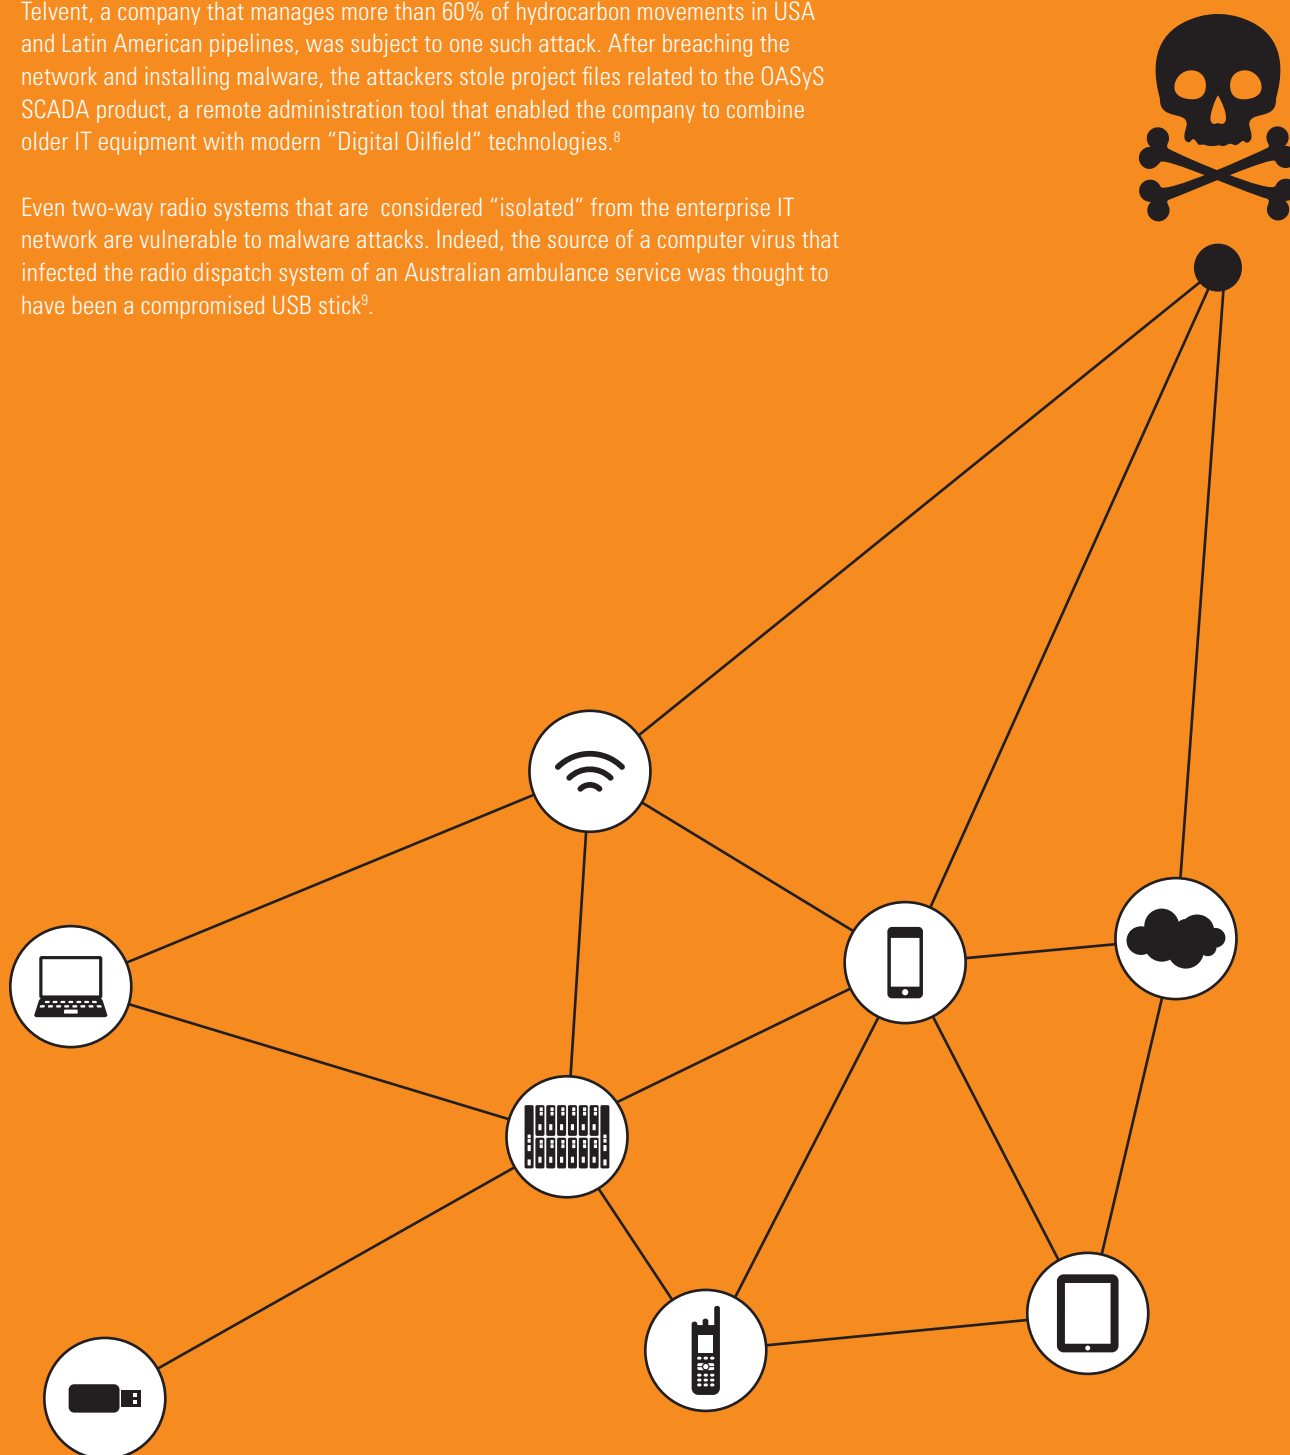 Telvent, a company that manages more than 60% of hydrocarbon movements in USA
and Latin American pipelines, was subject to one such attack. After breaching the
network and installing malware, the attackers stole project files related to the OASyS
SCADA product, a remote administration tool that enabled the company to combine
older IT equipment with modern “Digital Oilfield” technologies.⁸
Even two-way radio systems that are  considered “isolated” from the enterprise IT
network are vulnerable to malware attacks. Indeed, the source of a computer virus that
infected the radio dispatch system of an Australian ambulance service was thought to
have been a compromised USB stick⁹.